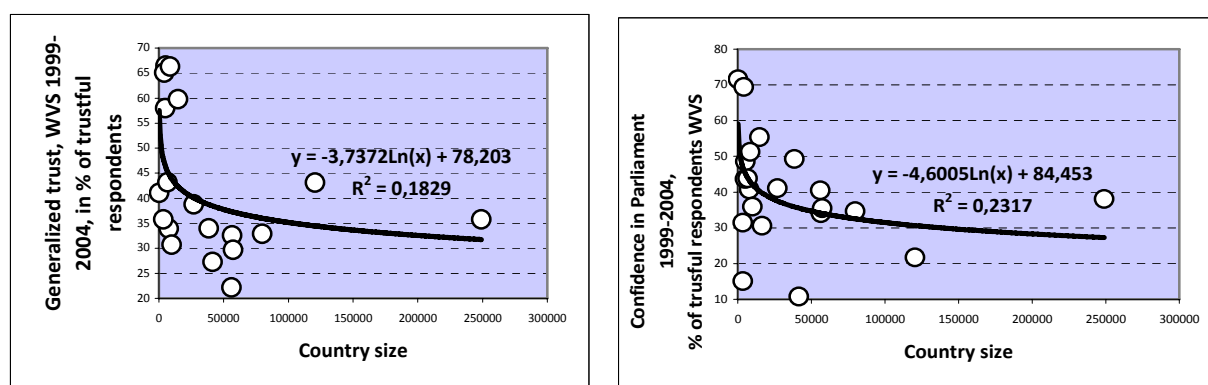 Generalized trust, WVS 1999-
2004, in % of trustful
respondents
70
65
60
55
50
45
40
35
30
25
20
y = -3,7372Ln(x) + 78,203
R² = 0,1829
0 50000 100000 150000 200000 250000 300000
Country size
Confidence in Parliament
1999-2004,
% of trusful respondents WVS
80
70
60
50
40
30
20
10
y = -4,6005Ln(x) + 84,453
R² = 0,2317
0 50000 100000 150000 200000 250000 300000
Country size